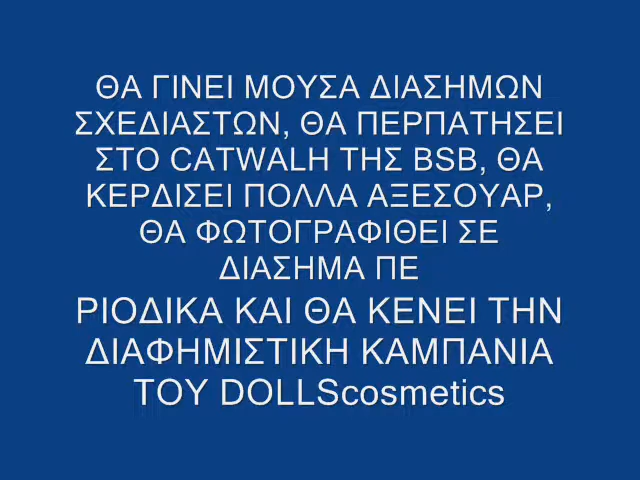 ΘΑ ΓΙΝΕΙ ΜΟΥΣΑ ΔΙΑΣΗΜΩΝ
ΣΧΕΔΙΑΣΤΩΝ, ΘΑ ΠΕΡΠΑΤΗΣΕΙ
ΣΤΟ CATWALH ΤΗΣ BSB, ΘΑ
ΚΕΡΔΙΣΕΙ ΠΟΛΛΑ ΑΞΕΣΟΥΑΡ,
ΘΑ ΦΩΤΟΓΡΑΦΙΘΕΙ ΣΕ
ΔΙΑΣΗΜΑ ΠΕ
ΡΙΟΔΙΚΑ ΚΑΙ ΘΑ ΚΕΝΕΙ ΤΗΝ
ΔΙΑΦΗΜΙΣΤΙΚΗ ΚΑΜΠΑΝΙΑ
ΤΟΥ DOLLScosmetics